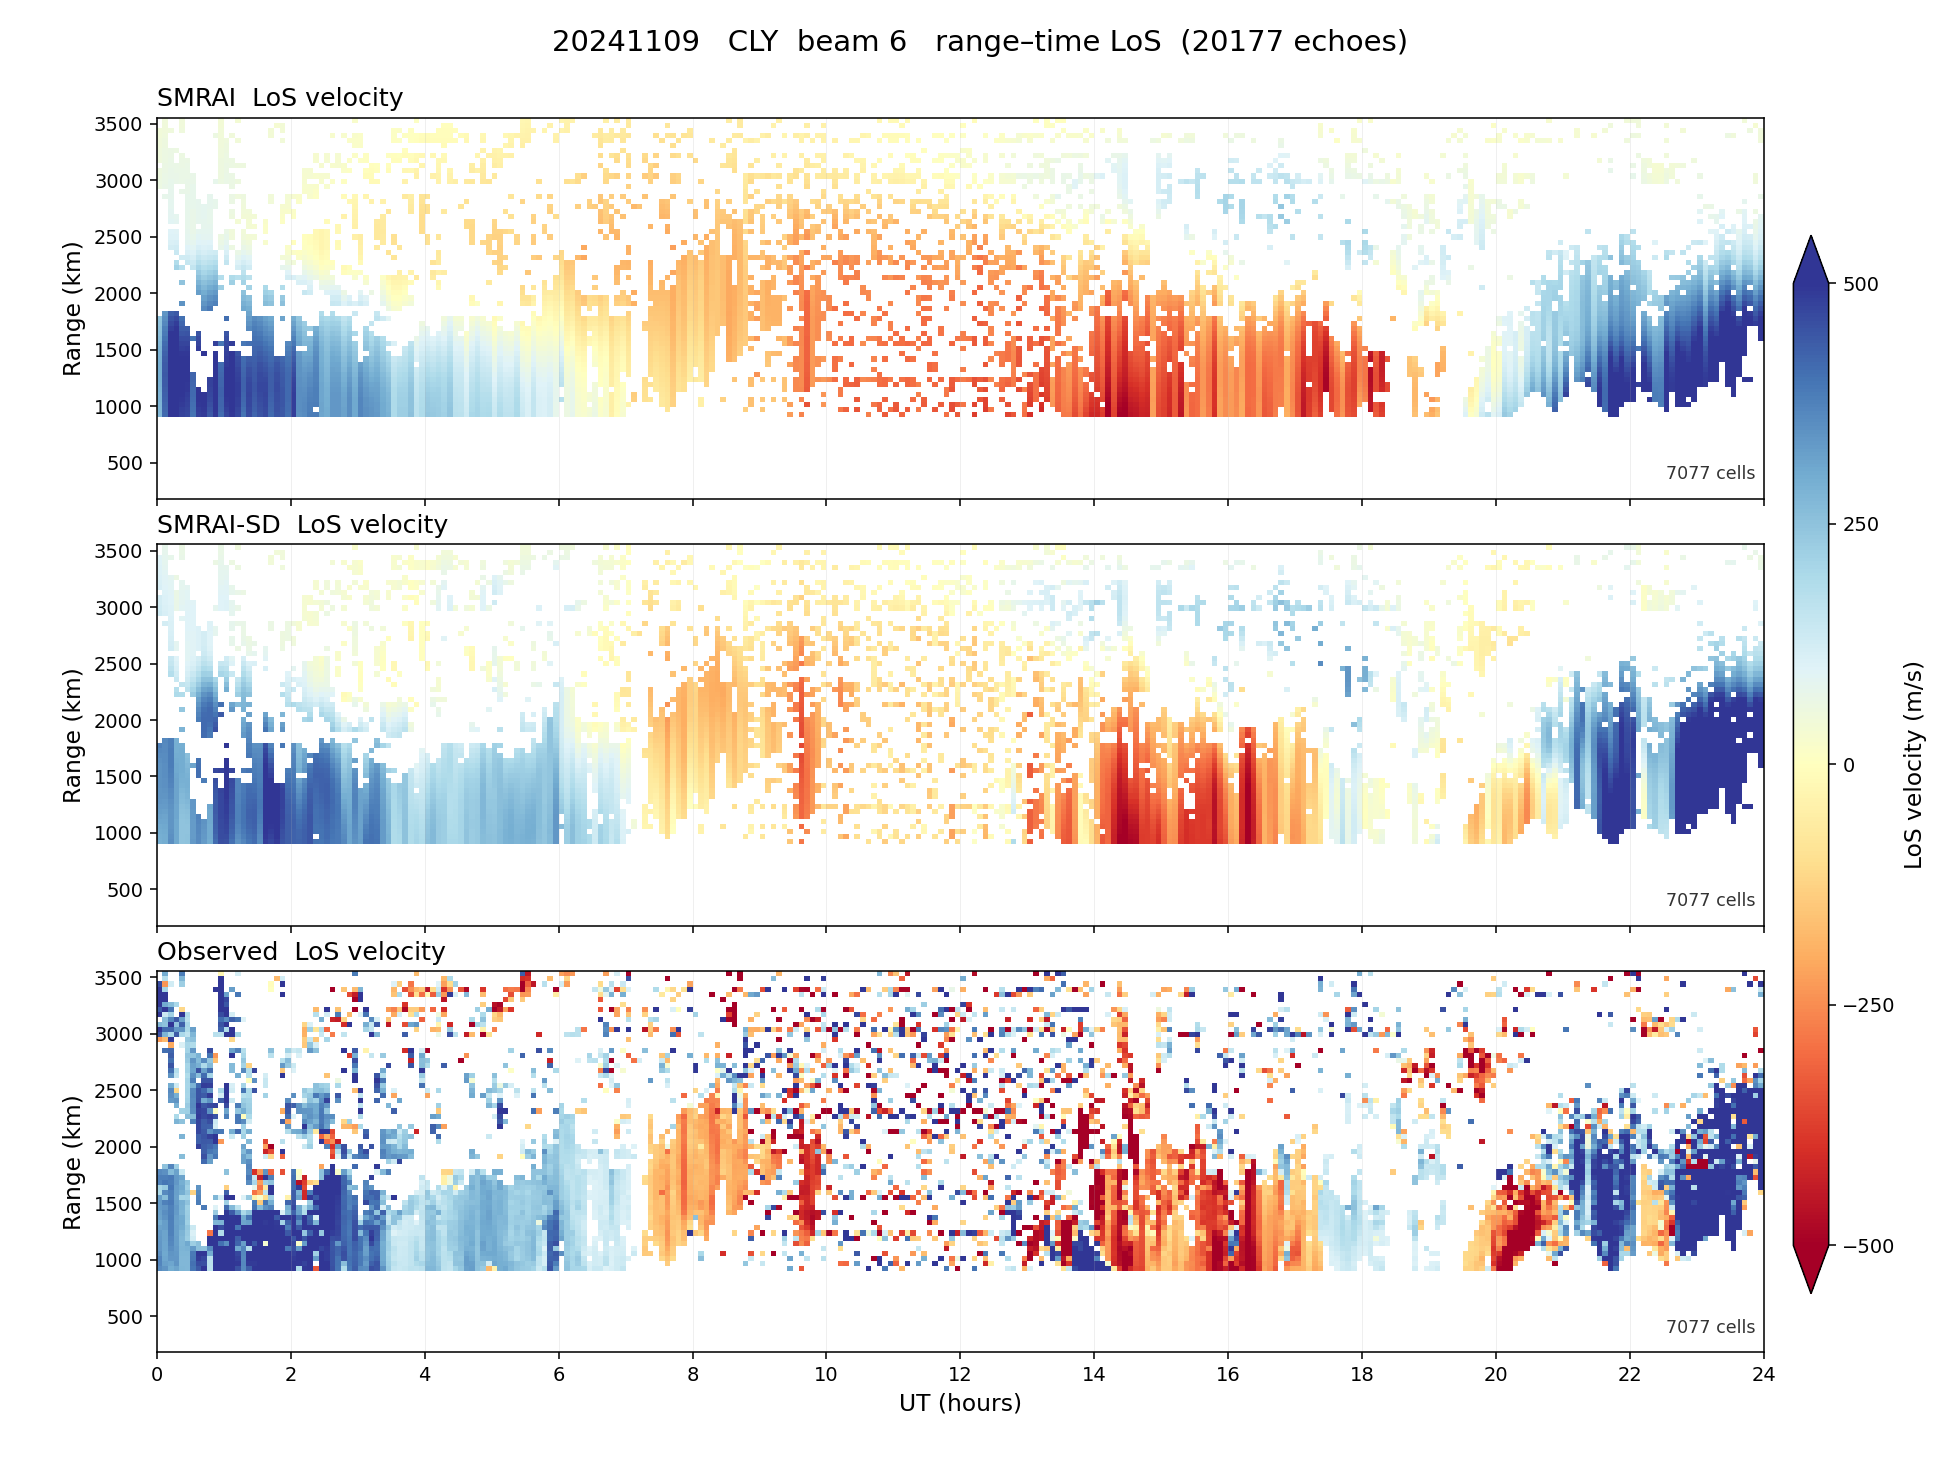 20241109   CLY  beam 6   range–time LoS  (20177 echoes)
SMRAI  LoS velocity
3500
3000
2500
2000
1500
1000
500
Range (km)
7077 cells
SMRAI-SD  LoS velocity
3500
3000
2500
2000
1500
1000
500
Range (km)
7077 cells
Observed  LoS velocity
3500
3000
2500
2000
1500
1000
500
Range (km)
7077 cells
0 2 4 6 8 10 12 14 16 18 20 22 24
UT (hours)
500
250
0
−250
−500
LoS velocity (m/s)